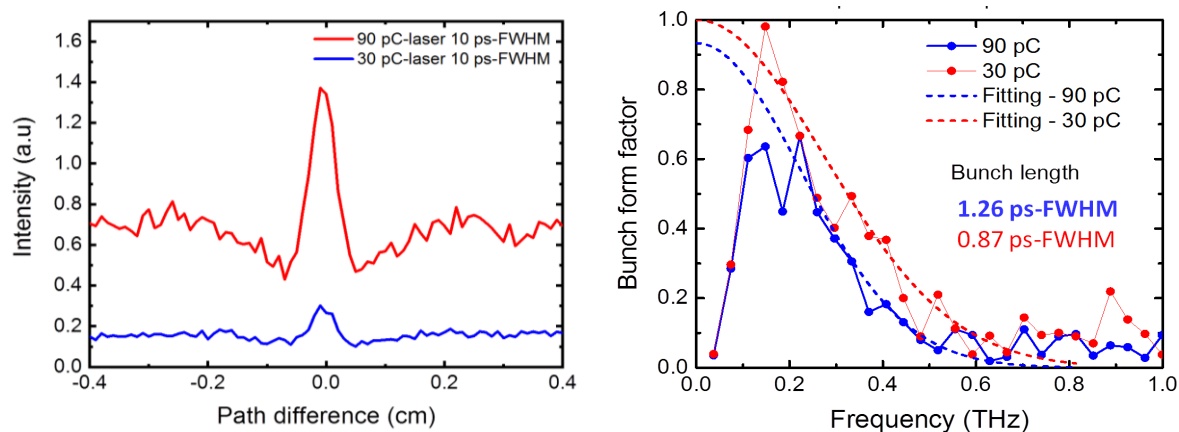 1.6
1.4
1.2
1.0
0.8
0.6
0.4
0.2
0.0
-0.4
-0.2
0.0
0.2
0.4
Intensity (a.u)
Path difference (cm)
90 pC-laser 10 ps-FWHM
30 pC-laser 10 ps-FWHM
1.0
0.8
0.6
0.4
0.2
0.0
0.0
0.2
0.4
0.6
0.8
1.0
Bunch form factor
Frequency (THz)
90 pC
30 pC
Fitting - 90 pC
Fitting - 30 pC
Bunch length
1.26 ps-FWHM
0.87 ps-FWHM